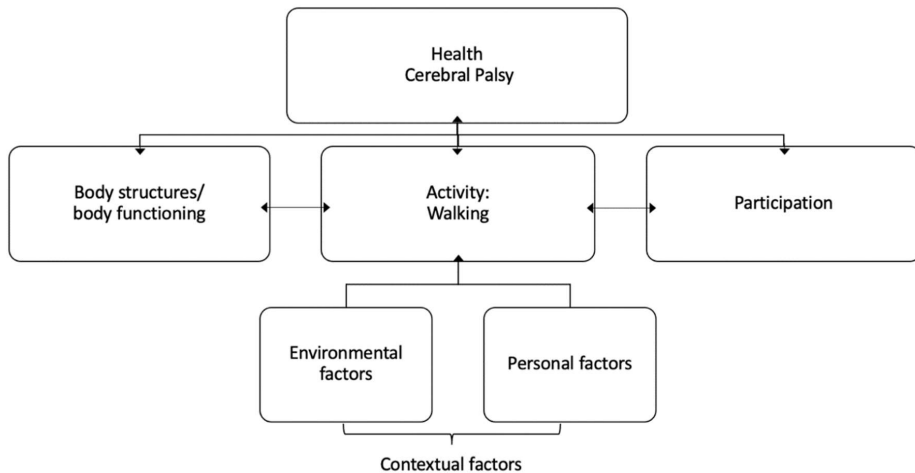 Health
Cerebral Palsy
Body structures/
body functioning
Activity:
Walking
Participation
Environmental
factors
Personal factors
Contextual factors